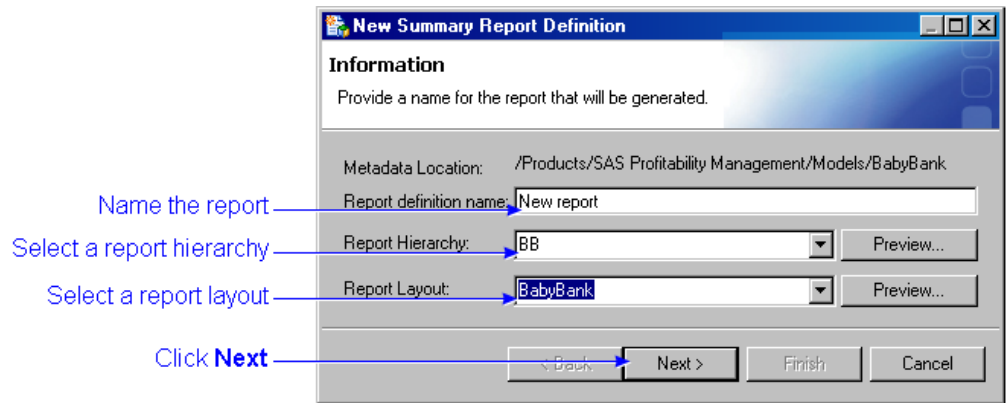 New Summary Report Definition
Information
Provide a name for the report that will be generated.
Metadata Location: /Products/SAS Profitability Management/Models/BabyBank
Name the report Report definition name: New report
Select a report hierarchy Report Hierarchy: BB Preview...
Select a report layout Report Layout: BabyBank Preview...
Click Next < Back Next > Finish Cancel